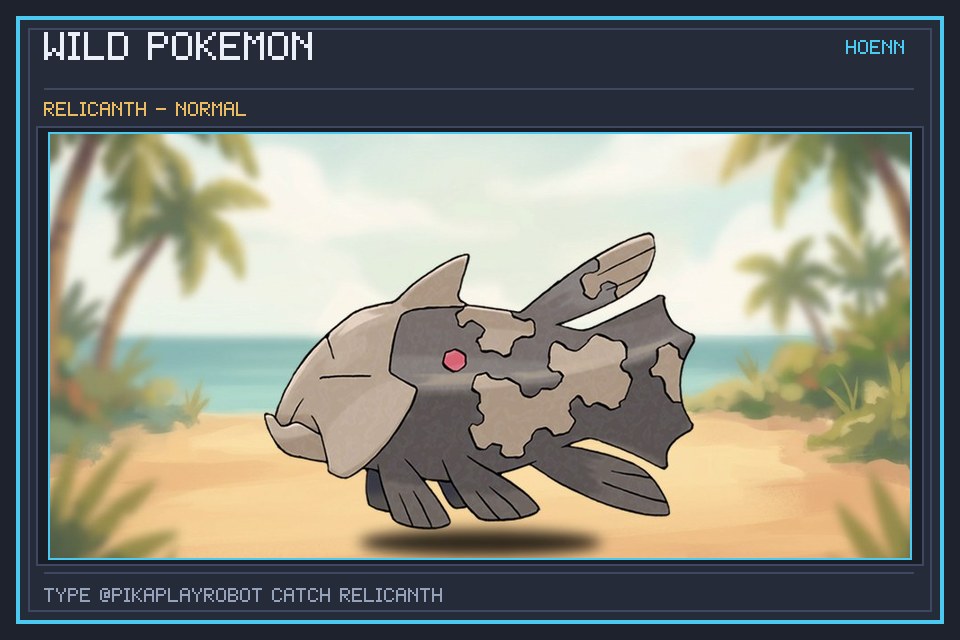 WILD POKEMON
HOENN
RELICANTH - NORMAL
TYPE @PIKAPLAYROBOT CATCH RELICANTH